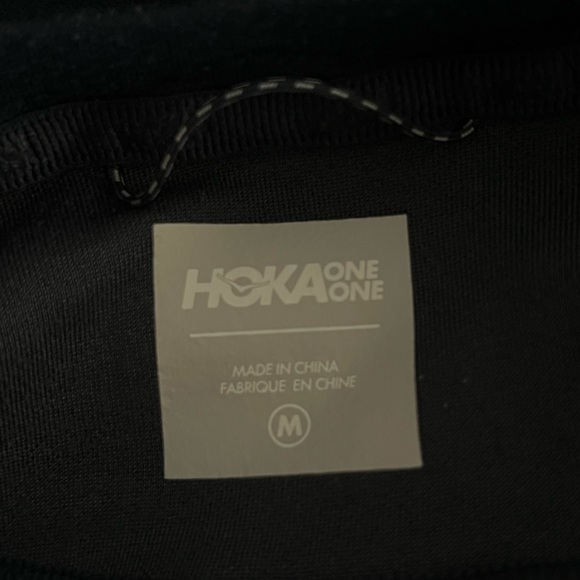 HOKA ONE ONE
MADE IN CHINA
FABRIQUE EN CHINE
M